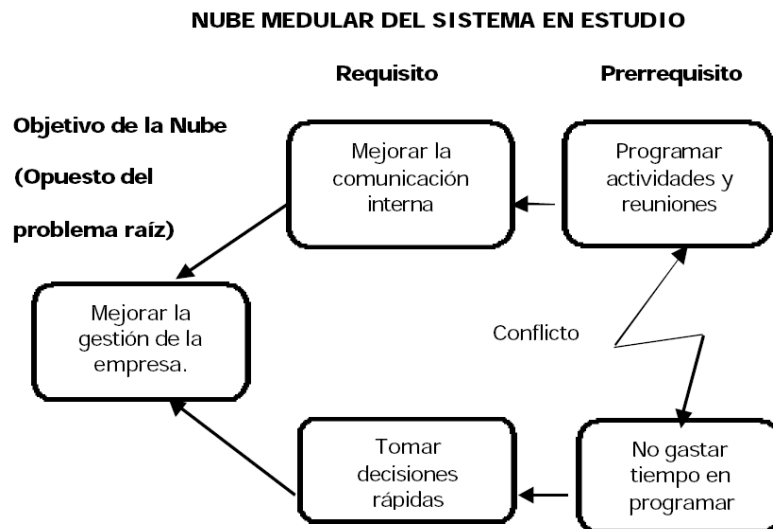 NUBE MEDULAR DEL SISTEMA EN ESTUDIO
Requisito
Prerrequisito
Objetivo de la Nube
(Opuesto del
problema raíz)
Mejorar la
comunicación
interna
Programar
actividades y
reuniones
Mejorar la
gestión de la
empresa.
Conflicto
Tomar
decisiones
rápidas
No gastar
tiempo en
programar